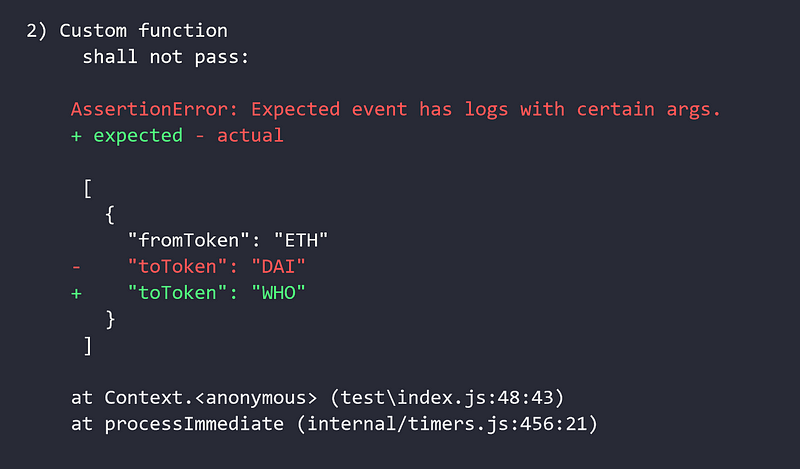 2) Custom function
shall not pass:
AssertionError: Expected event has logs with certain args.
+ expected - actual
[
{
"fromToken": "ETH"
- "toToken": "DAI"
+ "toToken": "WHO"
}
]
at Context.<anonymous> (test\index.js:48:43)
at processImmediate (internal/timers.js:456:21)